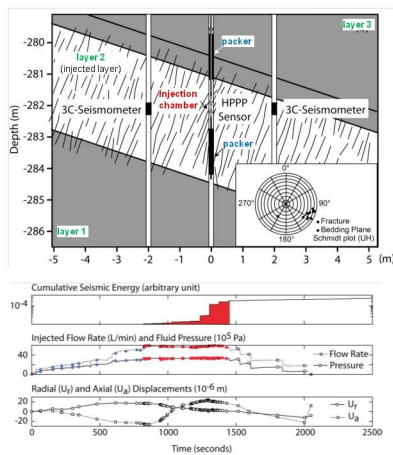 layer 3
-280
packer
layer 2
(injected layer)
-281
Injection
chamber
HPPP
Sensor
3C-Seismometer
3C-Seismometer
-282
Depth (m)
-283
packer
-284
0°
-285
270°
90°
Fracture
Bedding Plane
layer 1
180°
Schmidt plot (UH)
-286
-5 -4 -3 -2 -1 0 1 2 3 4 5 (m)
Cumulative Seismic Energy (arbitrary unit)
10-4
Injected Flow Rate (L/min) and Fluid Pressure (10⁵ Pa)
40
Flow Rate
Pressure
0
Radial (Ur) and Axial (Ua) Displacements (10⁻⁶ m)
20
0
-20
Ur
Ua
0 500 1000 1500 2000 2500
Time (seconds)